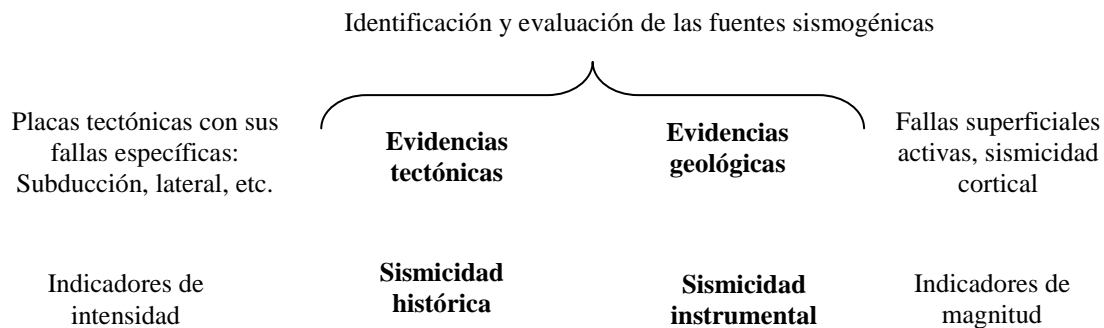 Identificación y evaluación de las fuentes sismogénicas
Placas tectónicas con sus
fallas específicas:
Subducción, lateral, etc.
Evidencias
tectónicas
Evidencias
geológicas
Fallas superficiales
activas, sismicidad
cortical
Indicadores de
intensidad
Sismicidad
histórica
Sismicidad
instrumental
Indicadores de
magnitud